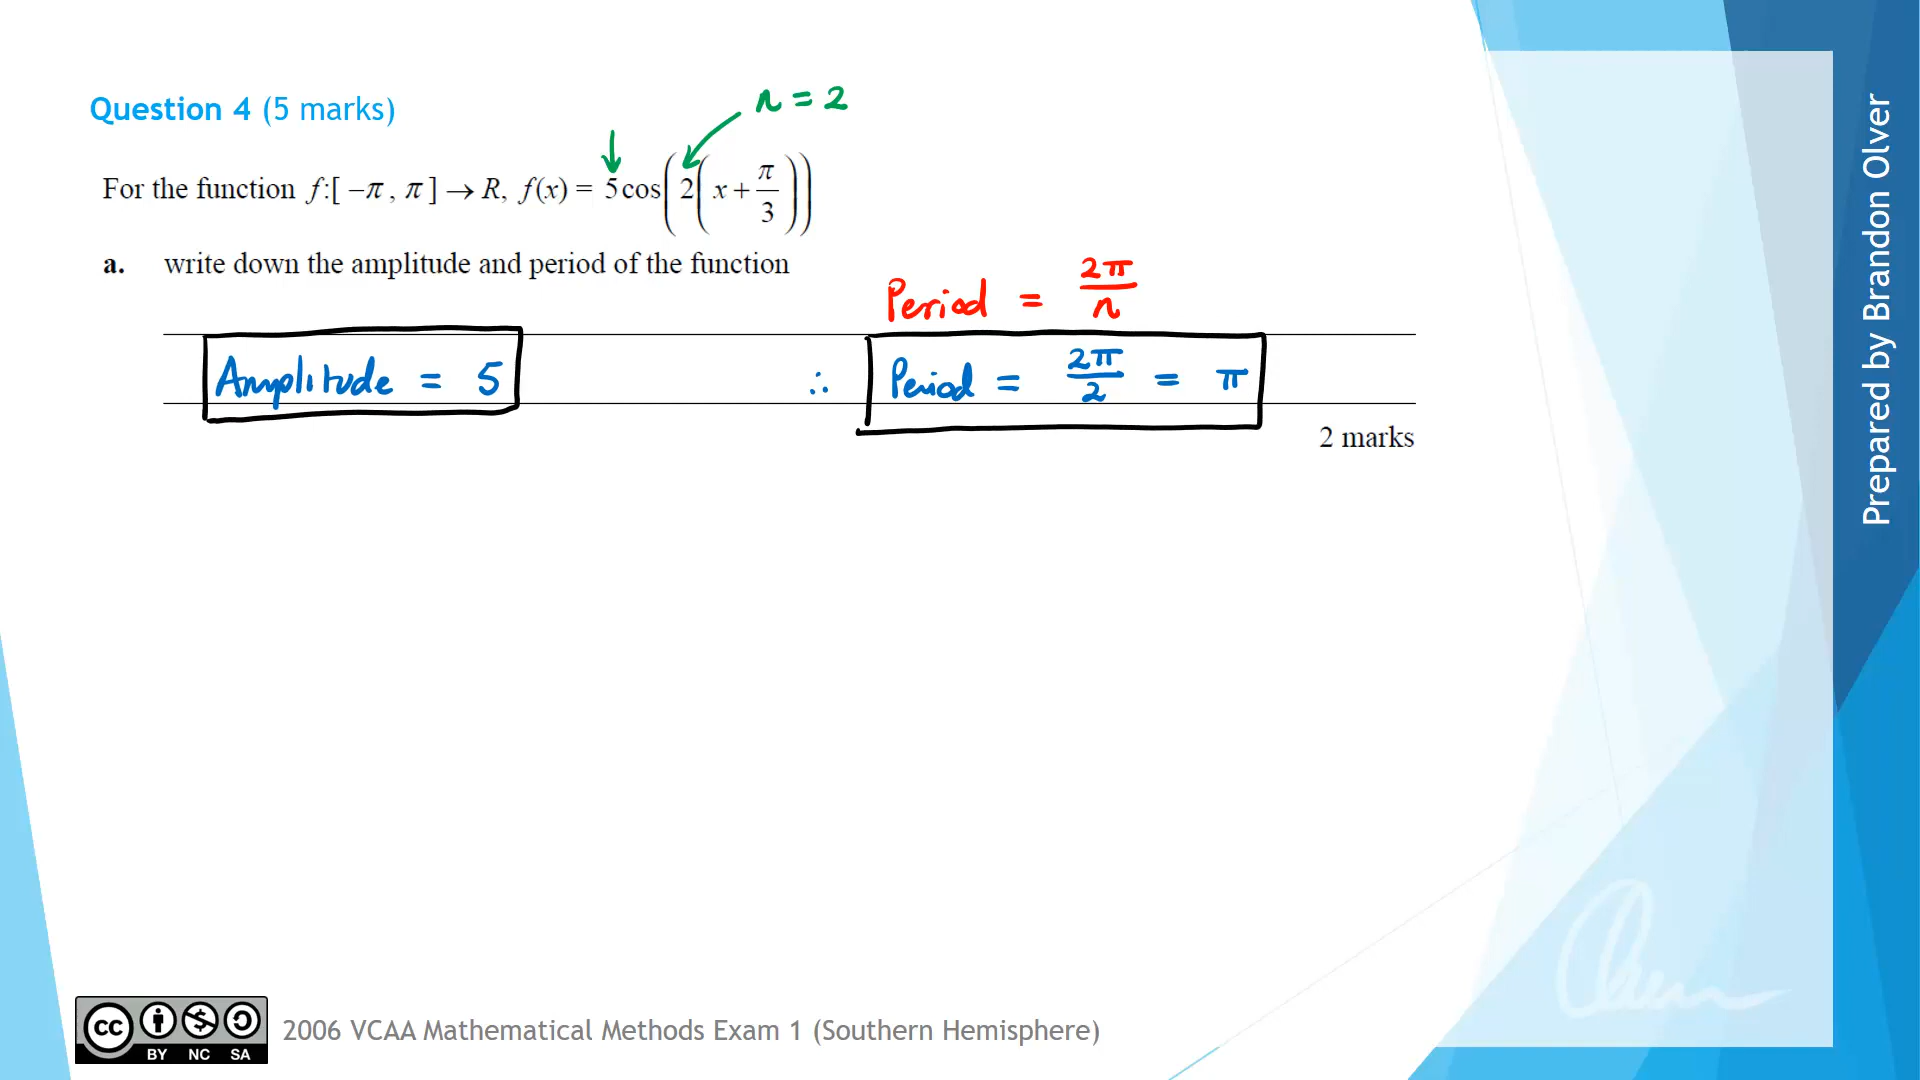 Question 4 (5 marks)
n = 2
For the function f:[ −π , π ] → R, f(x) = 5cos(2(x + π/3))
a. write down the amplitude and period of the function
Period = 2π/n
Amplitude = 5
∴ Period = 2π/2 = π
2 marks
Prepared by Brandon Olver
cc BY NC SA
2006 VCAA Mathematical Methods Exam 1 (Southern Hemisphere)